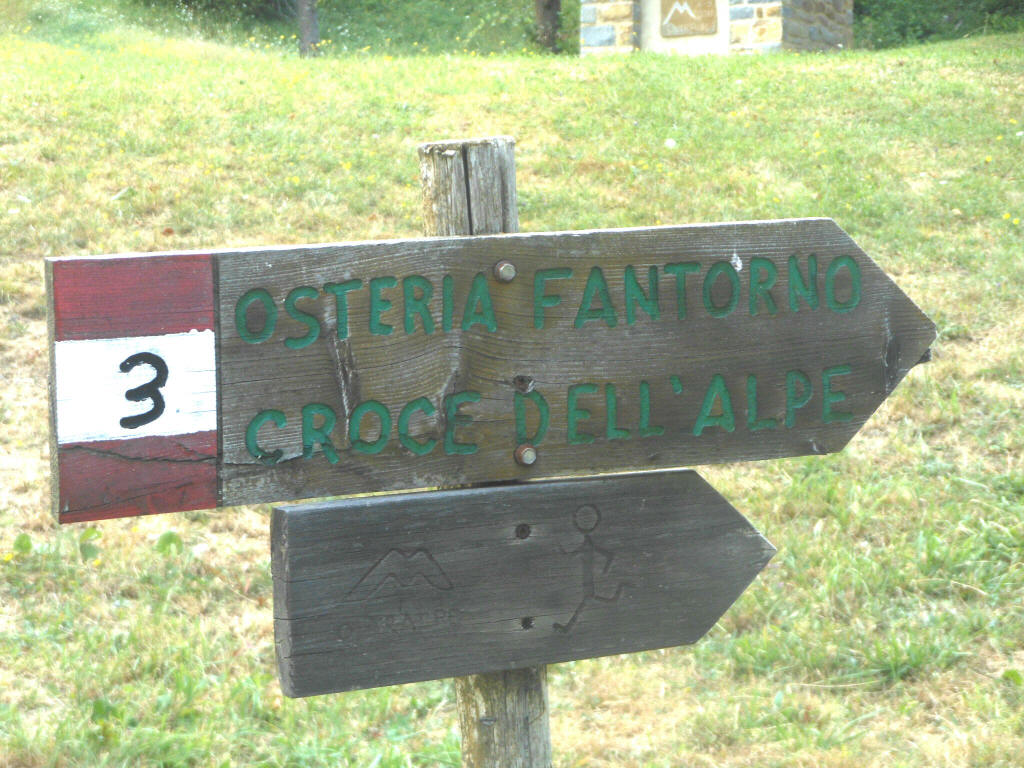 OSTERIA FANTORNO
3
CROCE DELL'ALPE